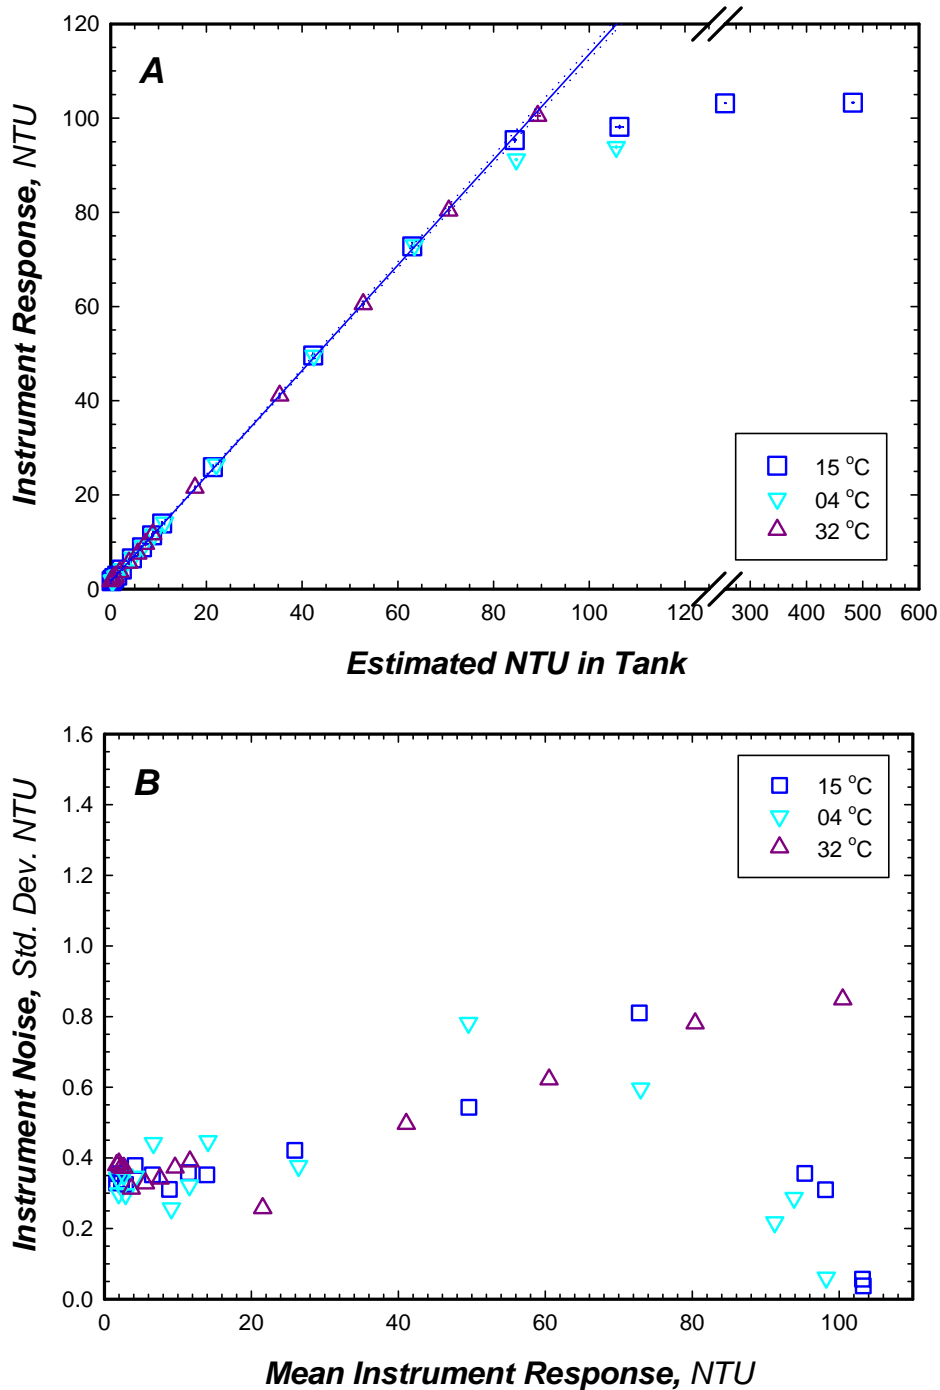 120
100
80
60
40
20
0
A
Instrument Response, NTU
15 °C
04 °C
32 °C
0 20 40 60 80 100 120 300 400 500 600
Estimated NTU in Tank
1.6
1.4
1.2
1.0
0.8
0.6
0.4
0.2
0.0
B
Instrument Noise, Std. Dev. NTU
15 °C
04 °C
32 °C
0 20 40 60 80 100
Mean Instrument Response, NTU